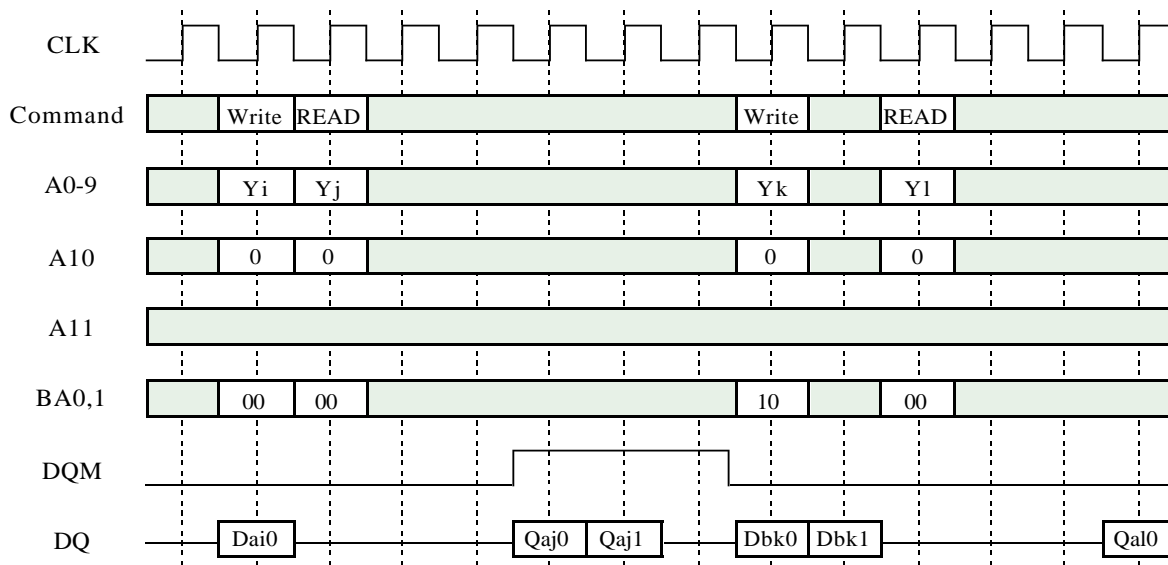 CLK
Command Write READ Write READ
A0-9 Yi Yj Yk Yl
A10 0 0 0 0
A11
BA0,1 00 00 10 00
DQM
DQ Dai0 Qaj0 Qaj1 Dbk0 Dbk1 Qal0